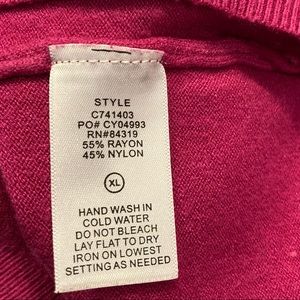 STYLE
C741403
PO# CY04993
RN#84319
55% RAYON
45% NYLON
XL
HAND WASH IN
COLD WATER
DO NOT BLEACH
LAY FLAT TO DRY
IRON ON LOWEST
SETTING AS NEEDED